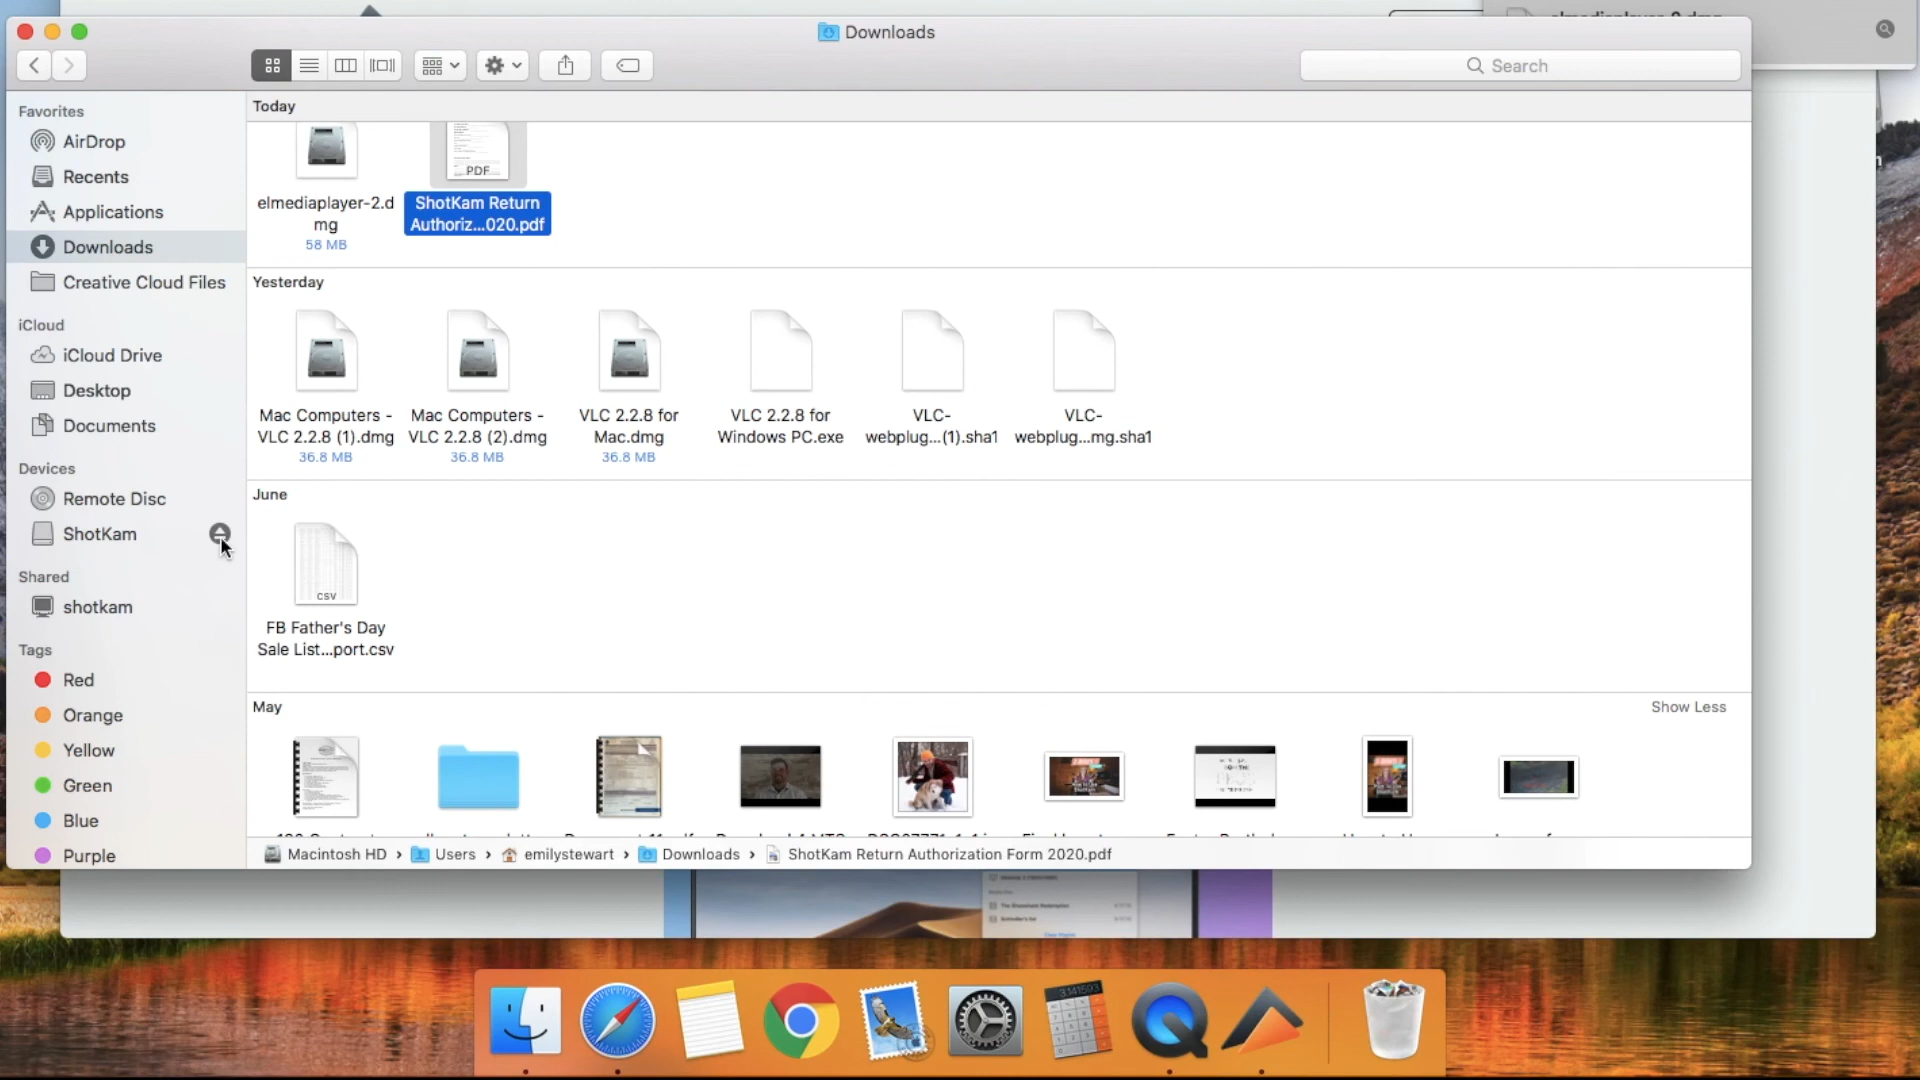 Downloads
Search
Favorites
AirDrop
Recents
Applications
Downloads
Creative Cloud Files
iCloud
iCloud Drive
Desktop
Documents
Devices
Remote Disc
ShotKam
Shared
shotkam
Tags
Red
Orange
Yellow
Green
Blue
Purple
Today
PDF
elmediaplayer-2.d
mg
58 MB
ShotKam Return
Authoriz...020.pdf
Yesterday
Mac Computers -
VLC 2.2.8 (1).dmg
36.8 MB
Mac Computers -
VLC 2.2.8 (2).dmg
36.8 MB
VLC 2.2.8 for
Mac.dmg
36.8 MB
VLC 2.2.8 for
Windows PC.exe
VLC-
webplug...(1).sha1
VLC-
webplug...mg.sha1
June
CSV
FB Father's Day
Sale List...port.csv
May
Show Less
Macintosh HD › Users › emilystewart › Downloads › ShotKam Return Authorization Form 2020.pdf
3.141593